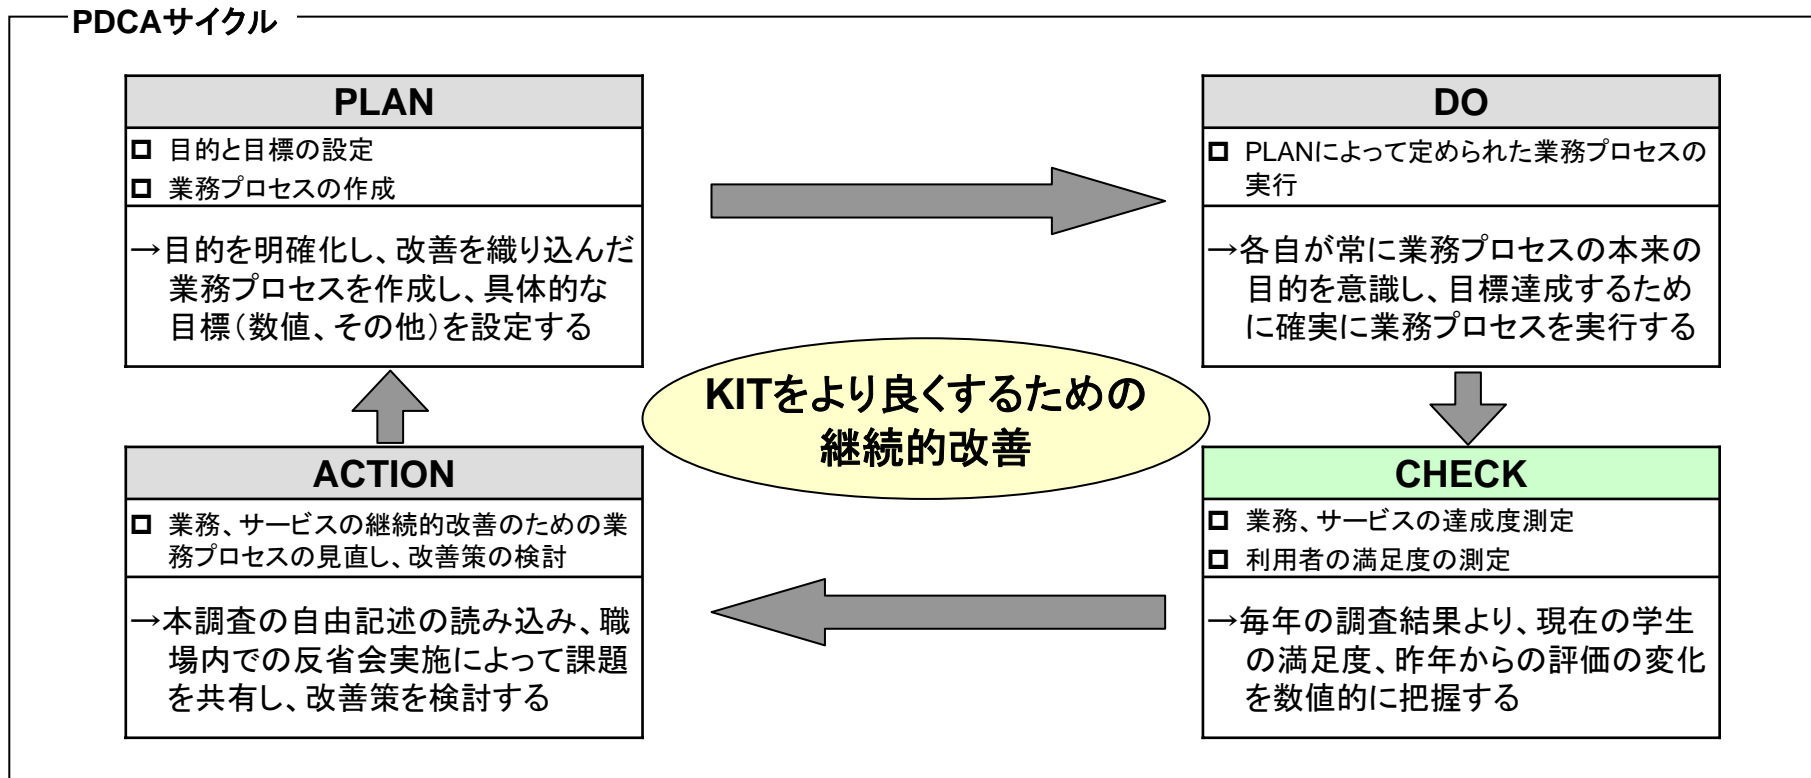 PDCAサイクル
PLAN
目的と目標の設定
業務プロセスの作成
→目的を明確化し、改善を織り込んだ
業務プロセスを作成し、具体的な
目標（数値、その他）を設定する
DO
PLANによって定められた業務プロセスの
実行
→各自が常に業務プロセスの本来の
目的を意識し、目標達成するため
に確実に業務プロセスを実行する
KITをより良くするための
継続的改善
ACTION
業務、サービスの継続的改善のための業
務プロセスの見直し、改善策の検討
→本調査の自由記述の読み込み、職
場内での反省会実施によって課題
を共有し、改善策を検討する
CHECK
業務、サービスの達成度測定
利用者の満足度の測定
→毎年の調査結果より、現在の学生
の満足度、昨年からの評価の変化
を数値的に把握する